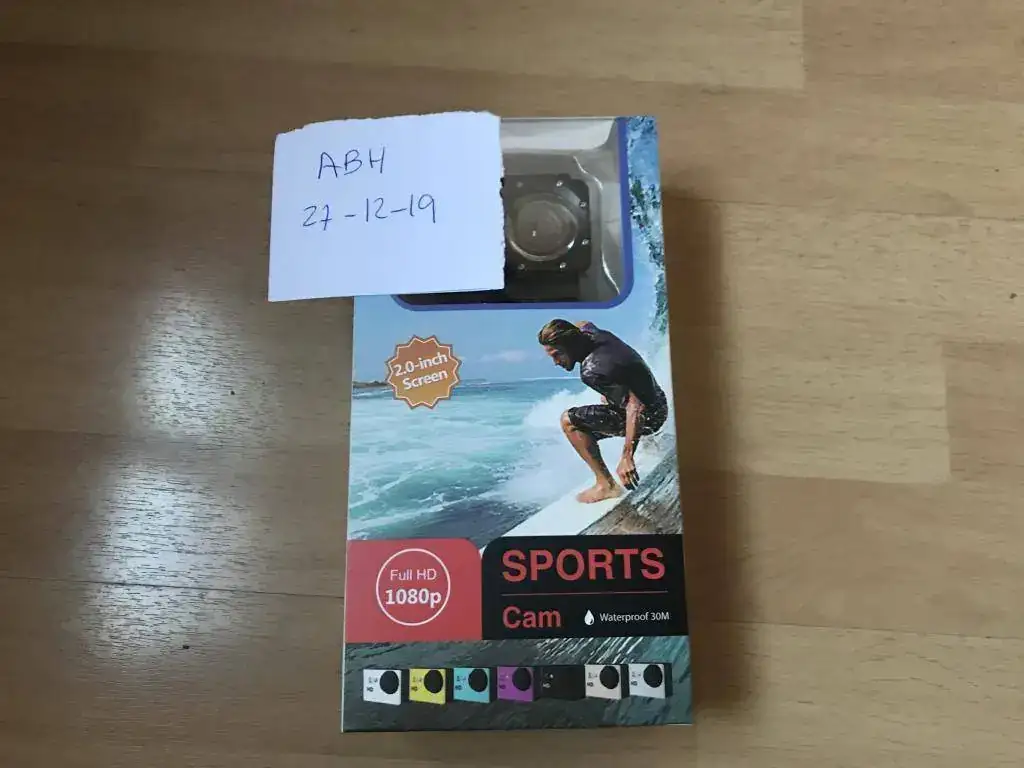 ABH
27-12-19
2.0-inch
Screen
Full HD
1080p
SPORTS
Cam
Waterproof 30M